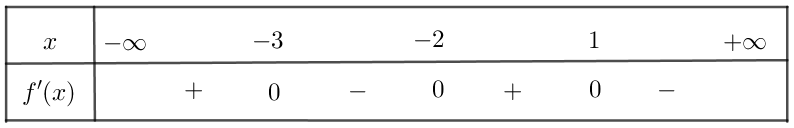 x −∞ −3 −2 1 +∞
f′(x) + 0 − 0 + 0 −